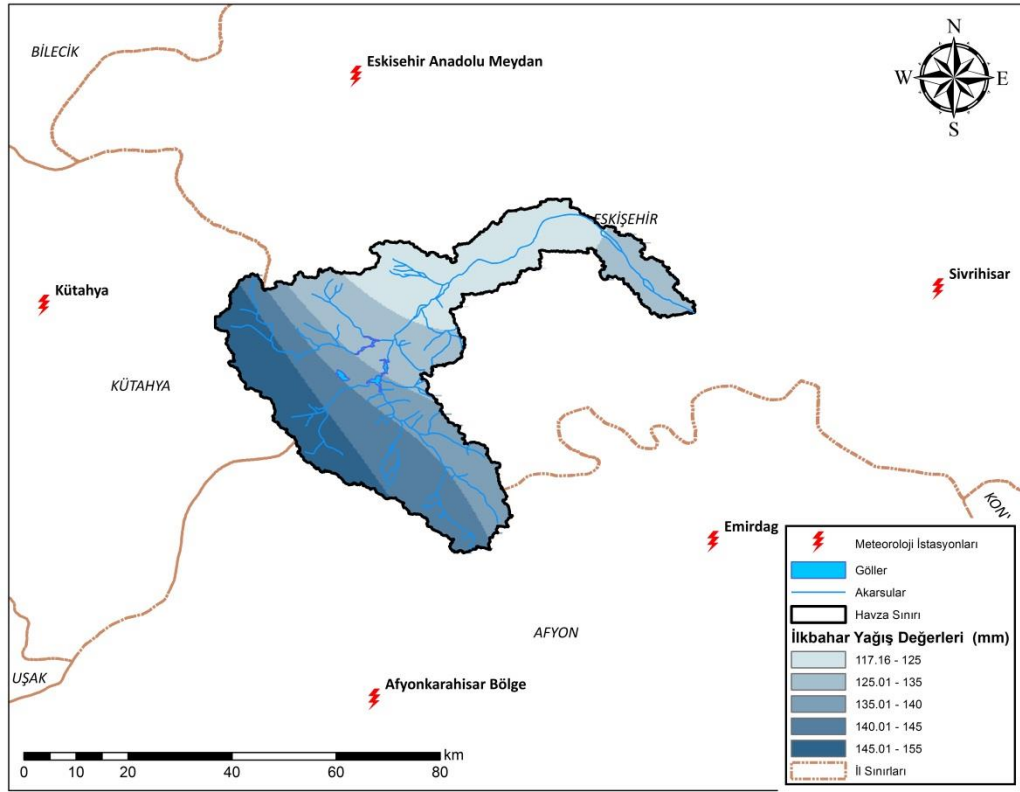 BİLECİK
Eskisehir Anadolu Meydan
N
W E
S
ESKİŞEHİR
Sivrihisar
Kütahya
KÜTAHYA
KON'
Emirdag
AFYON
UŞAK
Afyonkarahisar Bölge
km
0 10 20 40 60 80
Meteoroloji İstasyonları
Göller
Akarsular
Havza Sınırı
İlkbahar Yağış Değerleri (mm)
117.16 - 125
125.01 - 135
135.01 - 140
140.01 - 145
145.01 - 155
İl Sınırları